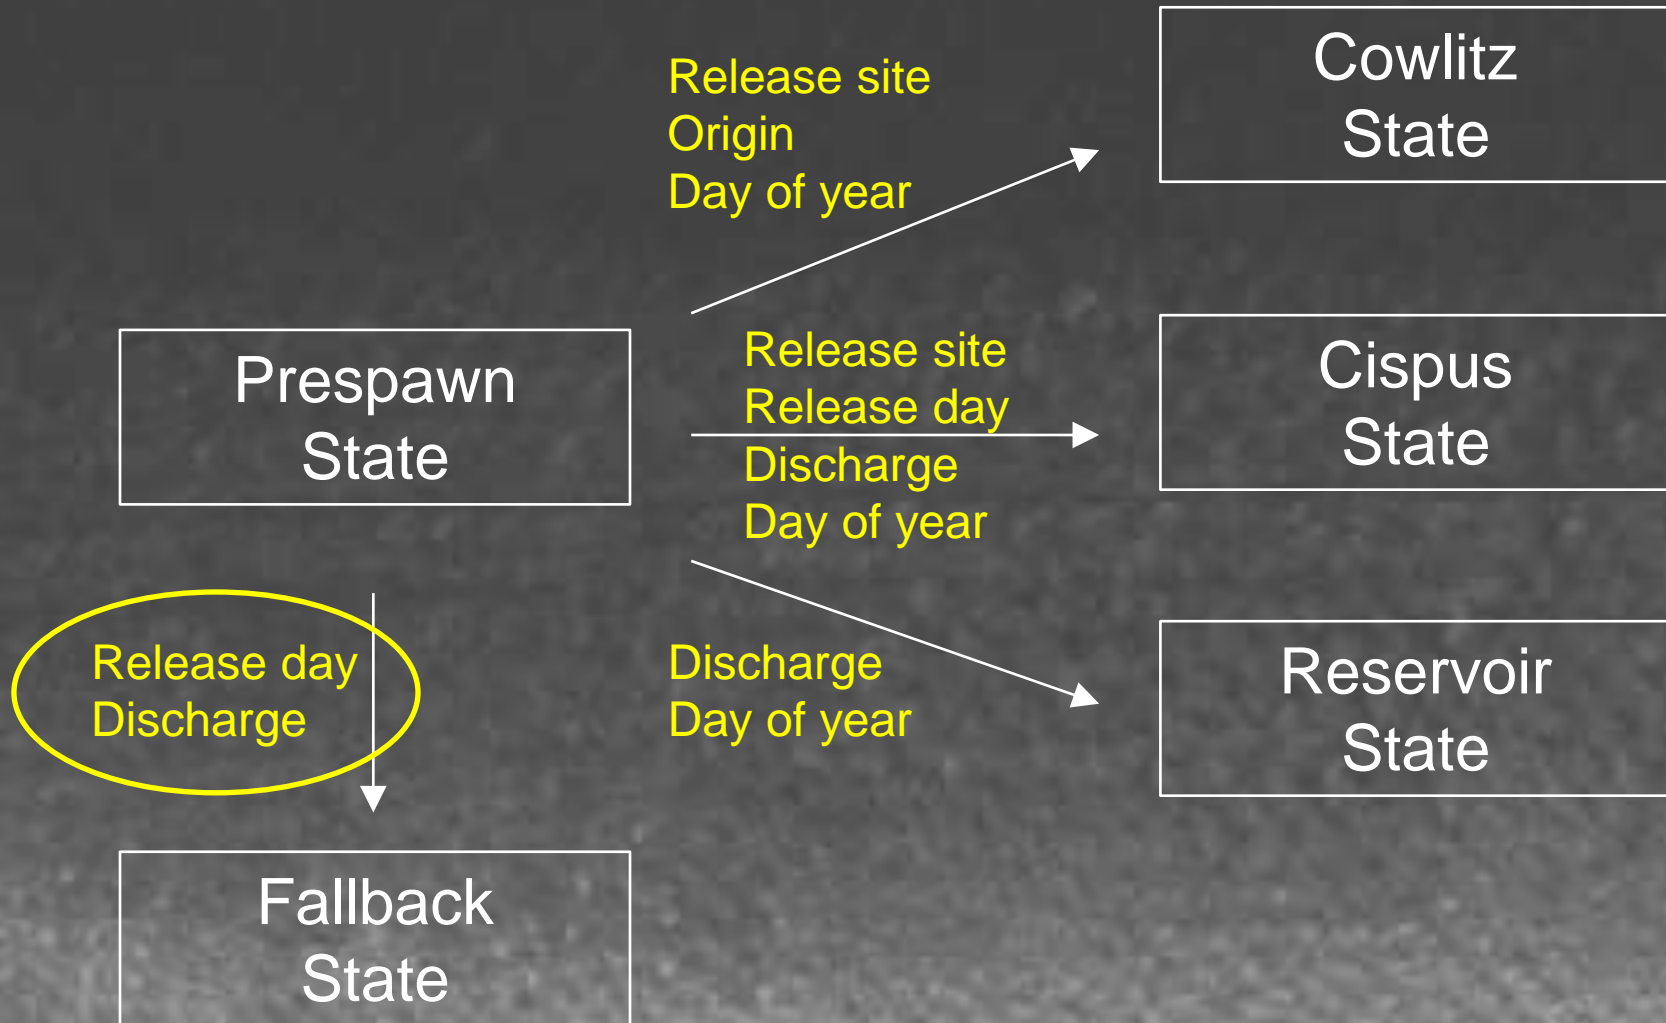 Release site
Origin
Day of year
Cowlitz
State
Prespawn
State
Release site
Release day
Discharge
Day of year
Cispus
State
Release day
Discharge
Discharge
Day of year
Reservoir
State
Fallback
State